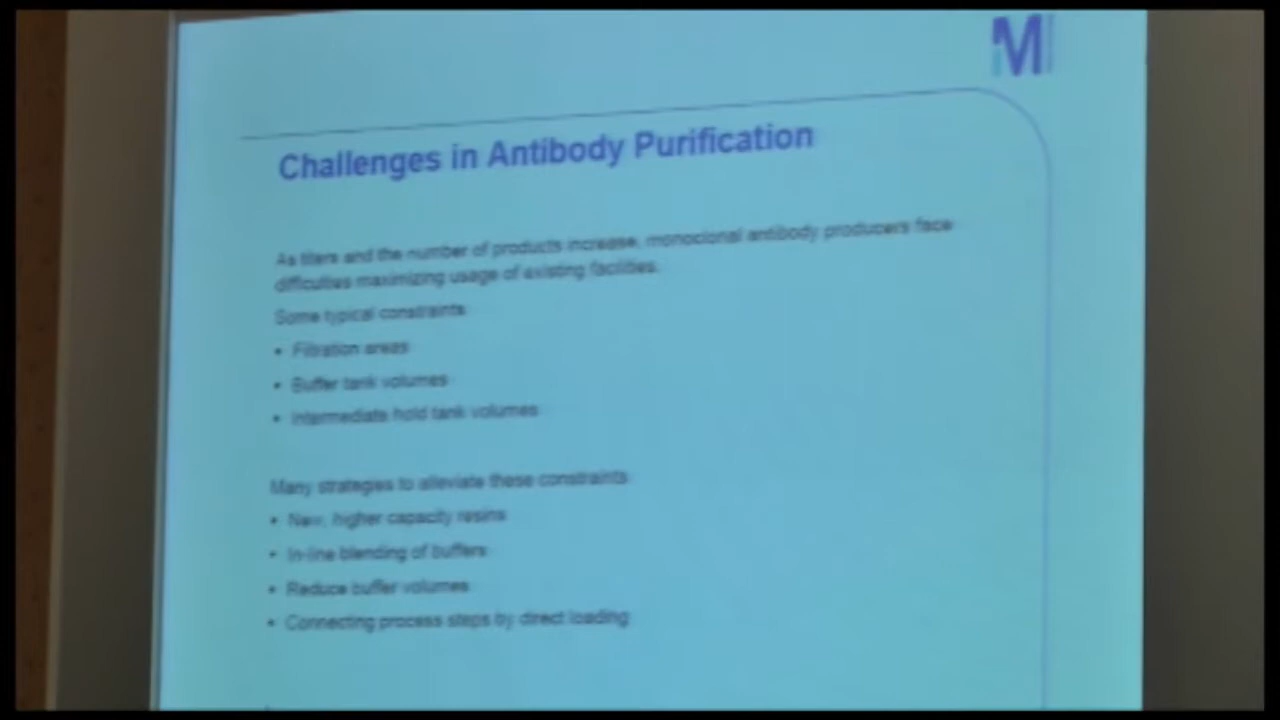 M
Challenges in Antibody Purification
As titers and the number of products increase, monoclonal antibody producers face
difficulties maximizing usage of existing facilities.
Some typical constraints
• Filtration areas
• Buffer tank volumes
• Intermediate hold tank volumes
Many strategies to alleviate these constraints
• New, higher capacity resins
• In-line blending of buffers
• Reduce buffer volumes
• Connecting process steps by direct loading